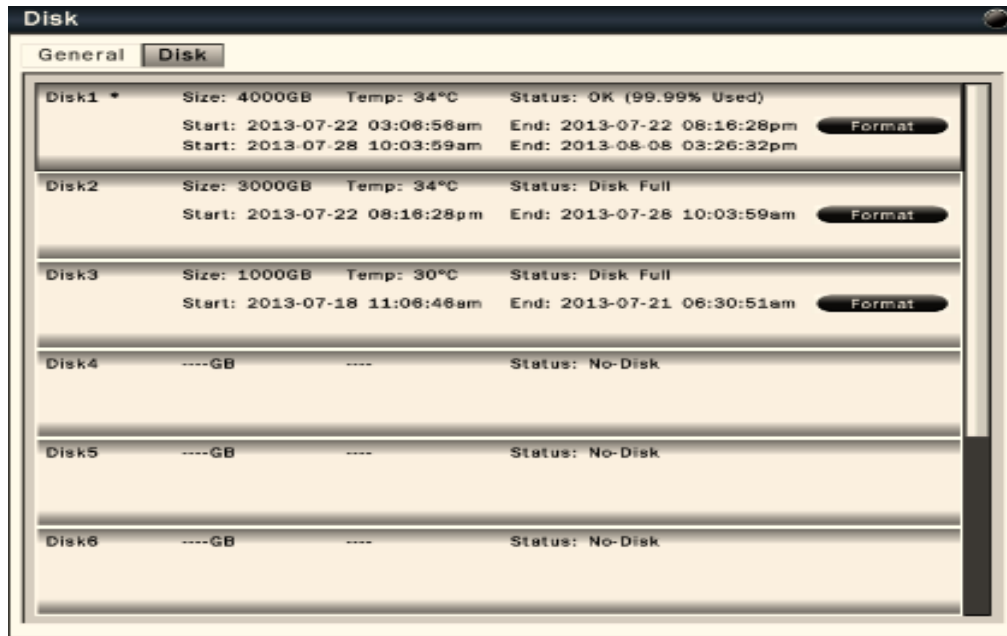 Disk
General Disk
Disk1 * Size: 4000GB Temp: 34°C Status: OK (99.99% Used)
Start: 2013-07-22 03:06:56am End: 2013-07-22 08:16:28pm Format
Start: 2013-07-28 10:03:59am End: 2013-08-08 03:26:32pm
Disk2 Size: 3000GB Temp: 34°C Status: Disk Full
Start: 2013-07-22 08:16:28pm End: 2013-07-28 10:03:59am Format
Disk3 Size: 1000GB Temp: 30°C Status: Disk Full
Start: 2013-07-18 11:06:46am End: 2013-07-21 06:30:51am Format
Disk4 ----GB ---- Status: No-Disk
Disk5 ----GB ---- Status: No-Disk
Disk6 ----GB ---- Status: No-Disk